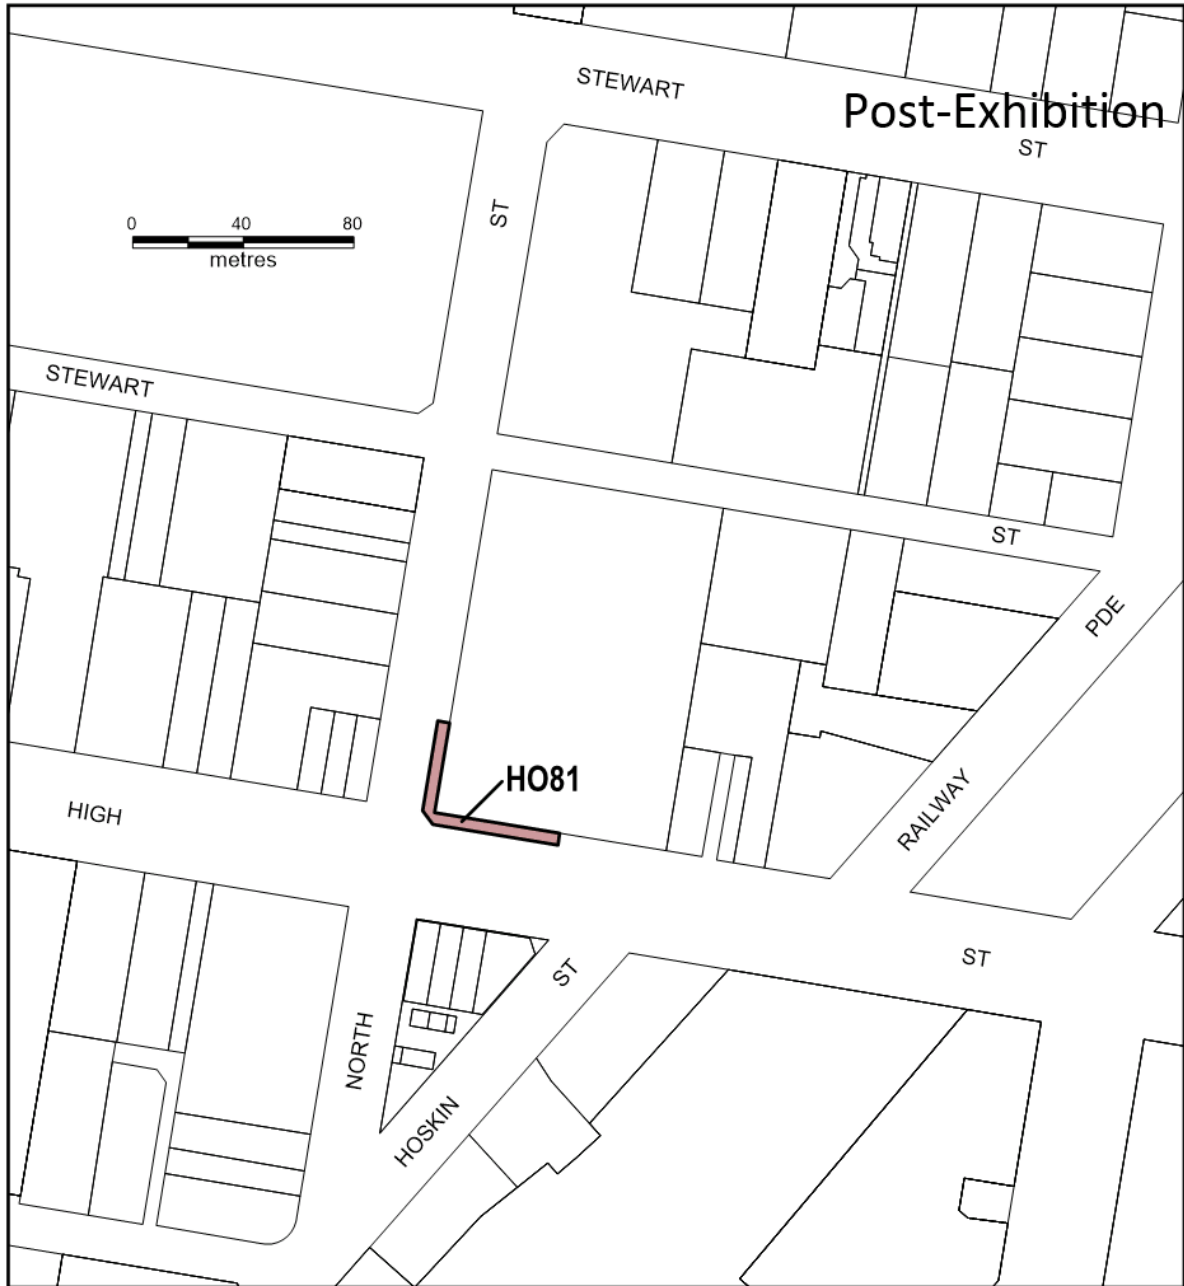 STEWART
Post-Exhibition
ST
ST
0 40 80
metres
STEWART
ST
PDE
HO81
RAILWAY
HIGH
ST
ST
NORTH
HOSKIN